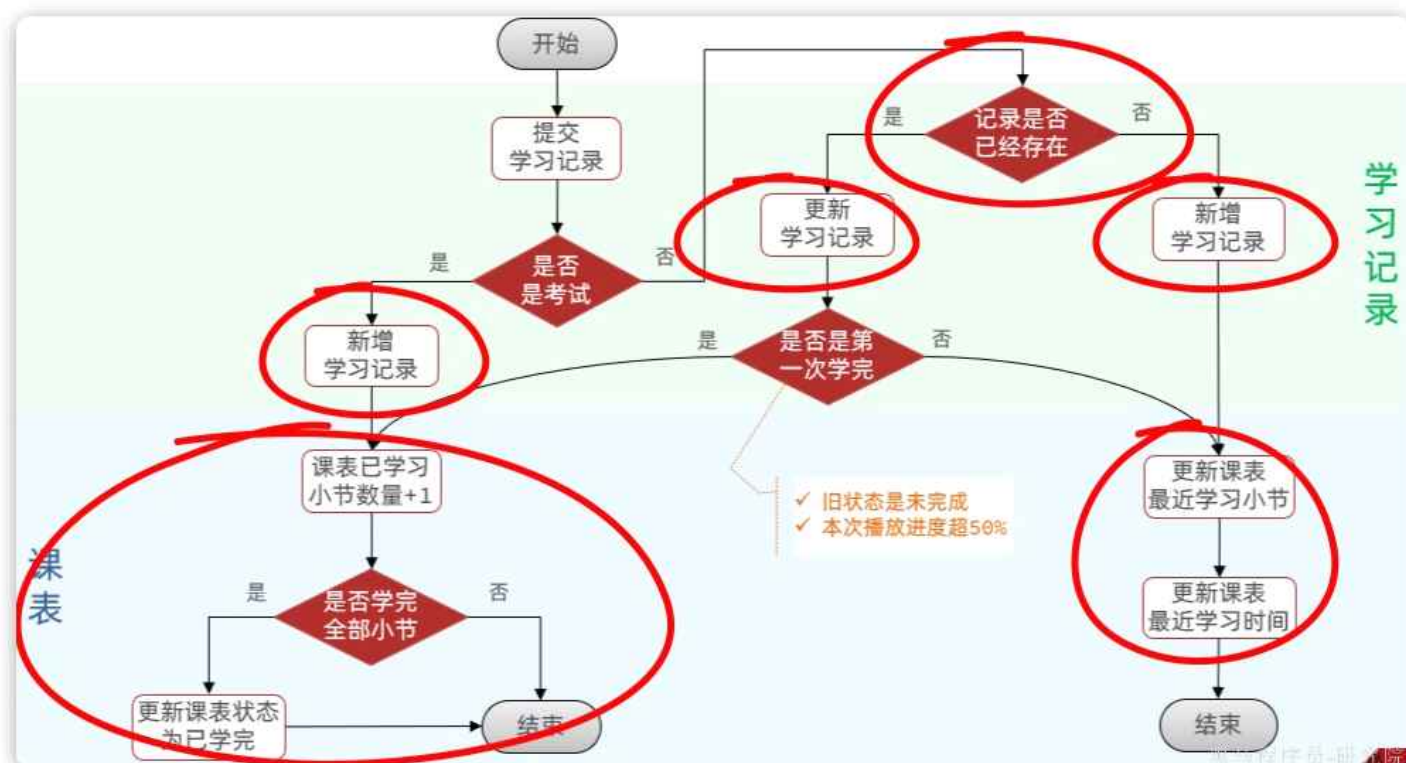 开始
提交
学习记录
是否
是考试
是
否
新增
学习记录
记录是否
已经存在
是
否
更新
学习记录
新增
学习记录
是否是第
一次学完
是
否
✓ 旧状态是未完成
✓ 本次播放进度超50%
学习记录
课表已学习
小节数量+1
是否学完
全部小节
是
否
更新课表状态
为已学完
结束
更新课表
最近学习小节
更新课表
最近学习时间
结束
课表
程序员-研究院